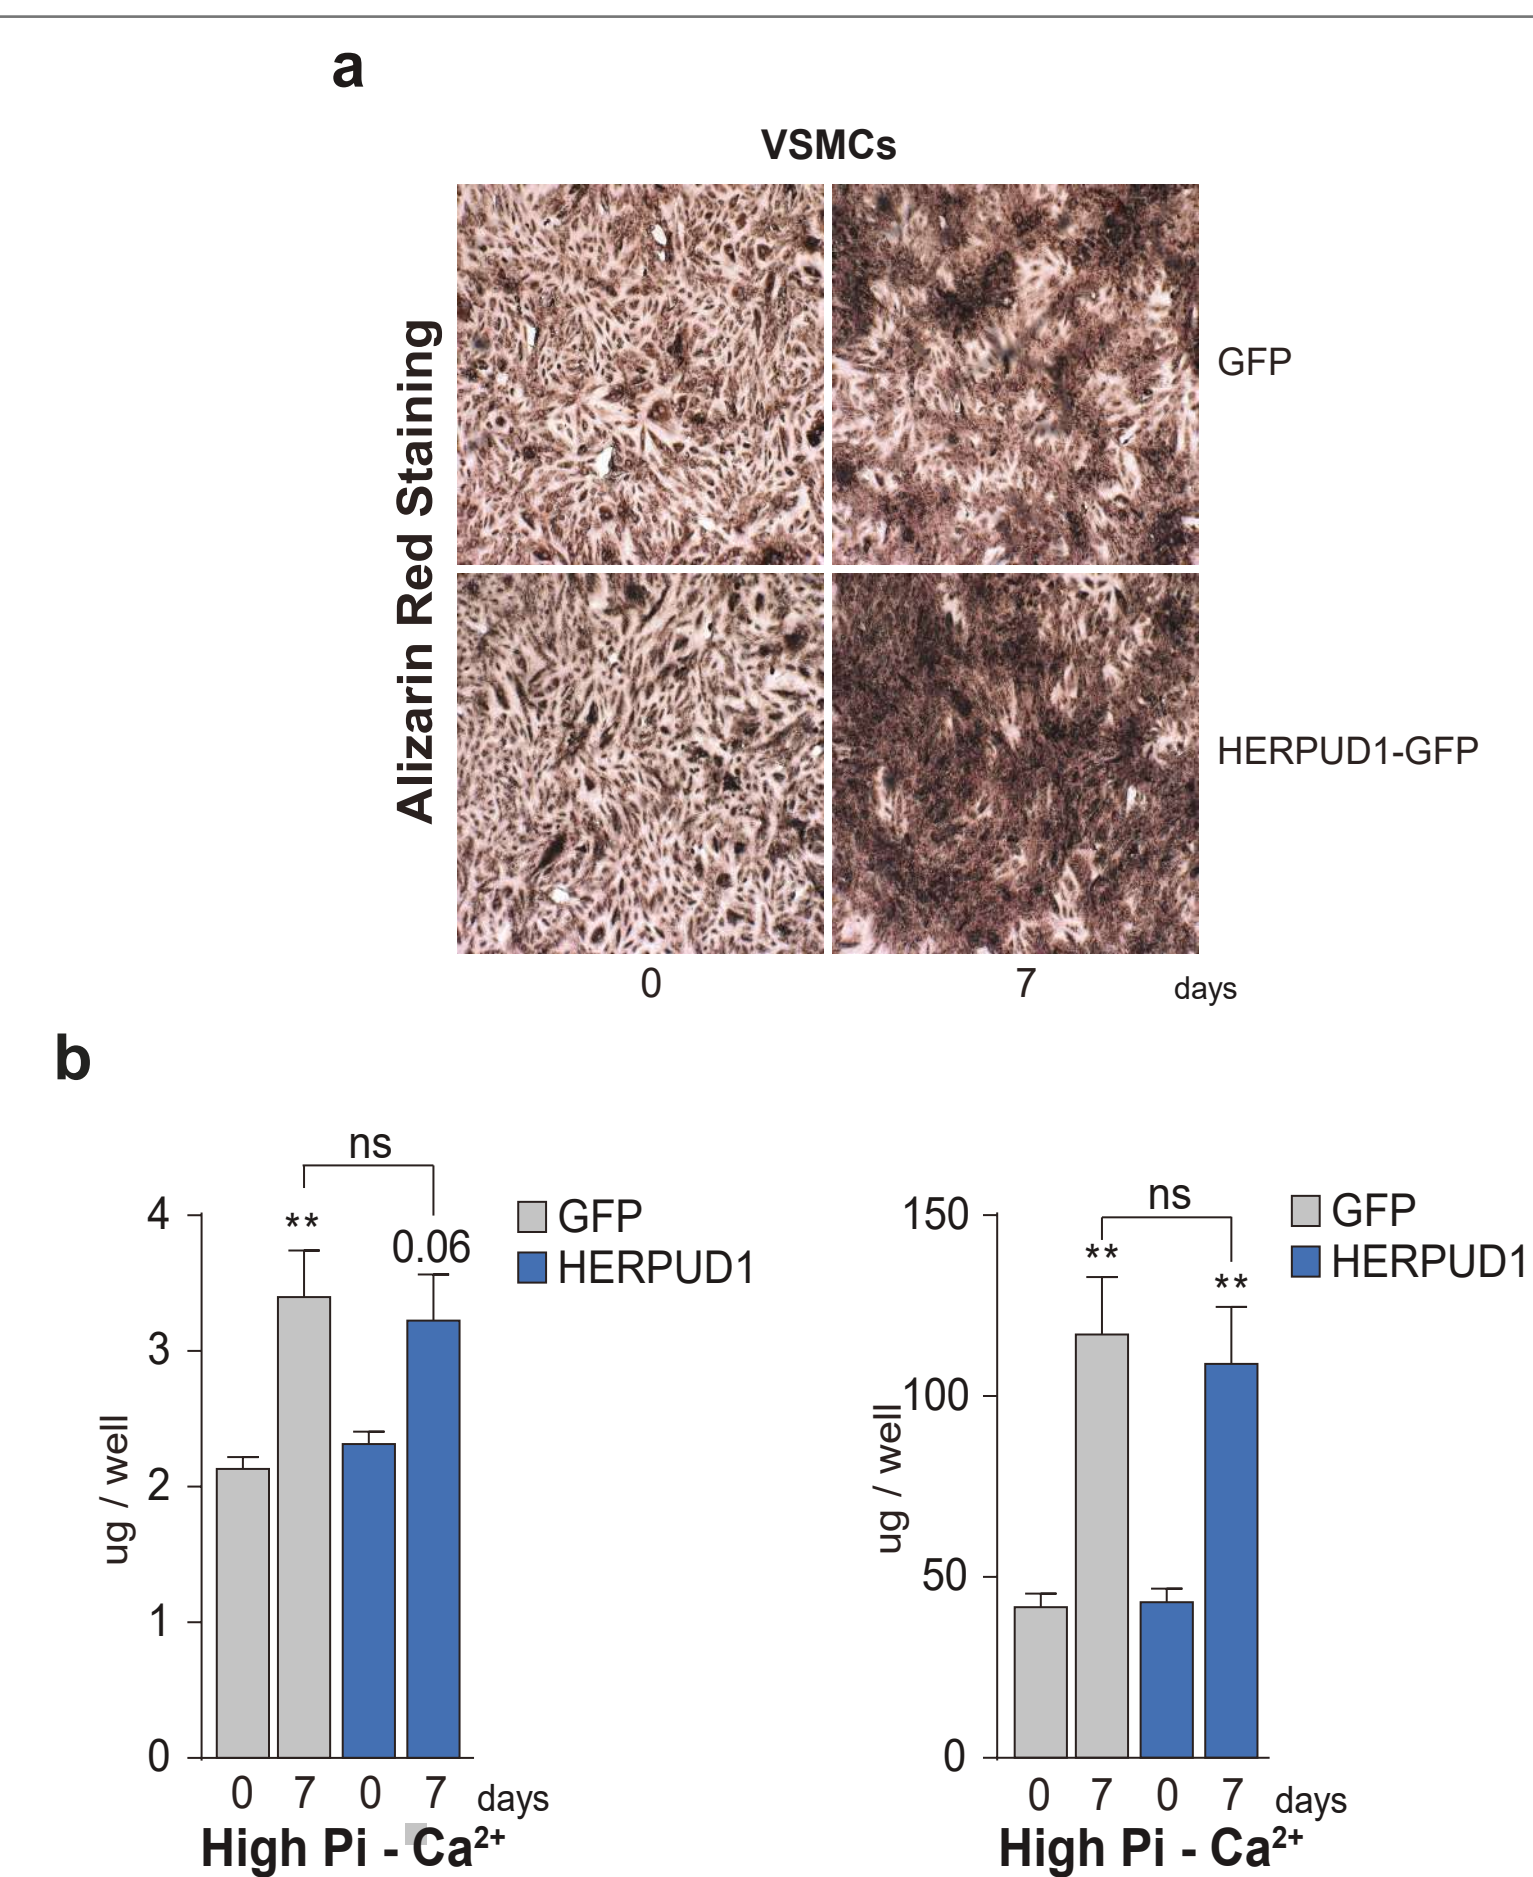 a
VSMCs
Alizarin Red Staining
GFP
HERPUD1-GFP
0 7 days
b
ns
** 0.06
GFP
HERPUD1
4
3
2
1
0
ug / well
0 7 0 7 days
High Pi - Ca²⁺
ns
** **
GFP
HERPUD1
150
100
50
0
ug / well
0 7 0 7 days
High Pi - Ca²⁺